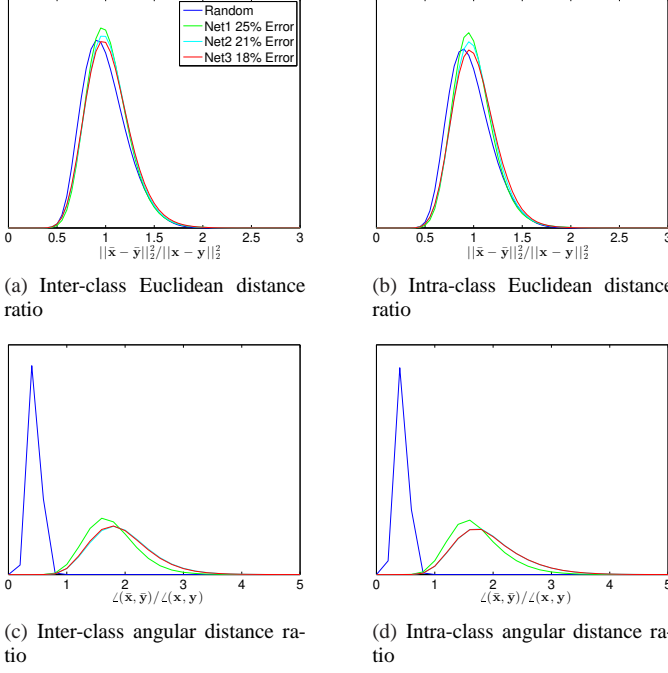 Random
Net1 25% Error
Net2 21% Error
Net3 18% Error
0 0.5 1 1.5 2 2.5 3
||x̄ − ȳ||₂²/||x − y||₂²
(a) Inter-class Euclidean distance
ratio
0 0.5 1 1.5 2 2.5 3
||x̄ − ȳ||₂²/||x − y||₂²
(b) Intra-class Euclidean distance
ratio
0 1 2 3 4 5
∠(x̄, ȳ)/∠(x, y)
(c) Inter-class angular distance ra-
tio
0 1 2 3 4 5
∠(x̄, ȳ)/∠(x, y)
(d) Intra-class angular distance ra-
tio